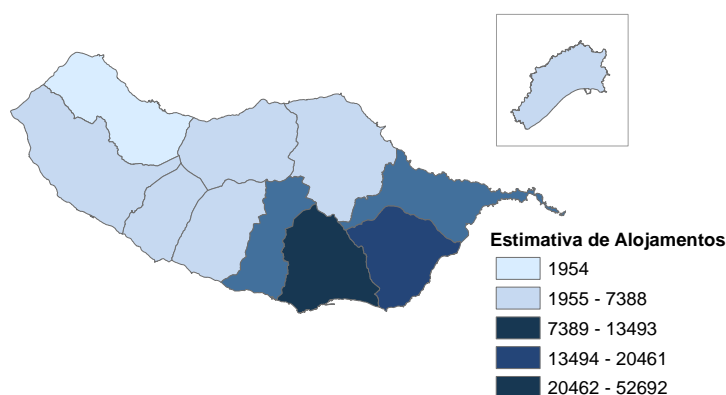 Estimativa de Alojamentos
1954
1955 - 7388
7389 - 13493
13494 - 20461
20462 - 52692